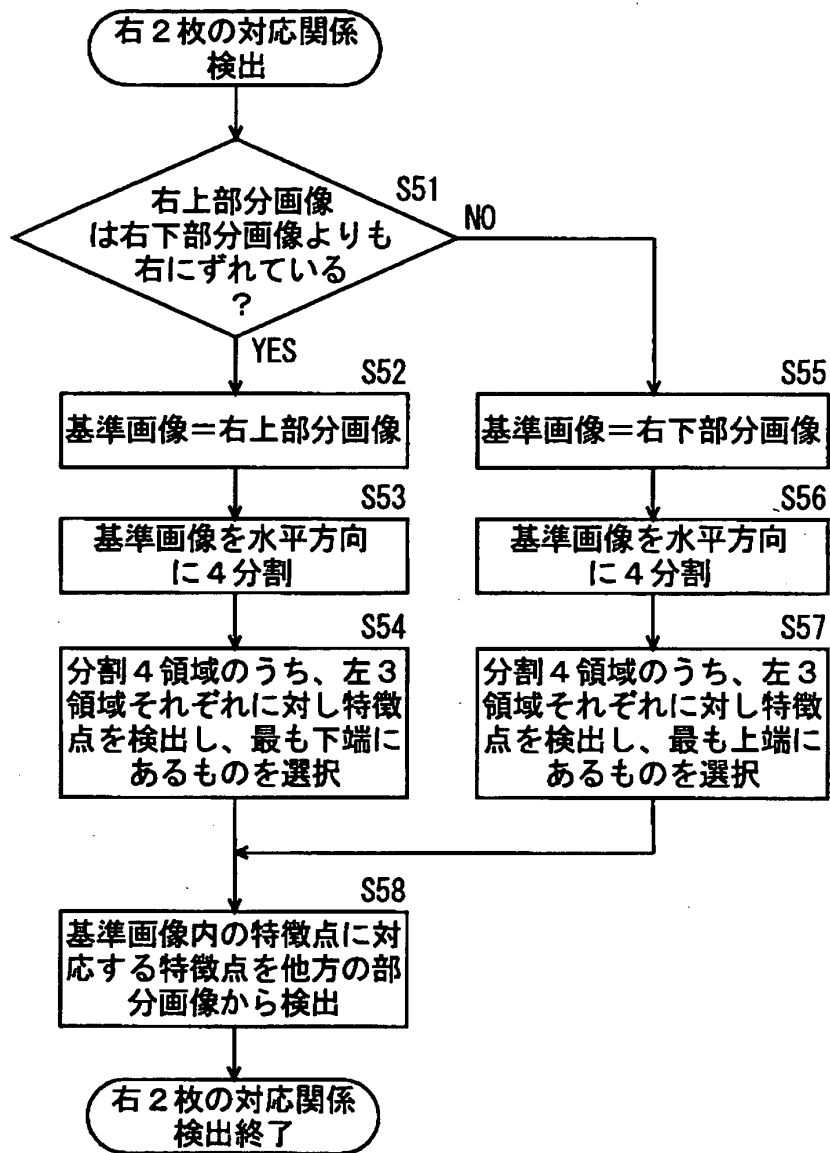 右２枚の対応関係
検出
S51
右上部分画像
は右下部分画像よりも
右にずれている
？
NO
YES
S52
基準画像＝右上部分画像
S53
基準画像を水平方向
に４分割
S54
分割４領域のうち、左３
領域それぞれに対し特徴
点を検出し、最も下端に
あるものを選択
S55
基準画像＝右下部分画像
S56
基準画像を水平方向
に４分割
S57
分割４領域のうち、左３
領域それぞれに対し特徴
点を検出し、最も上端に
あるものを選択
S58
基準画像内の特徴点に対
応する特徴点を他方の部
分画像から検出
右２枚の対応関係
検出終了